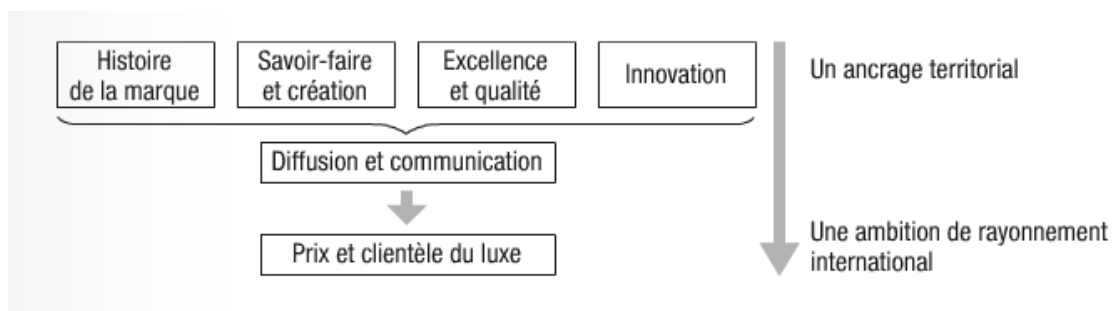 Histoire
de la marque
Savoir-faire
et création
Excellence
et qualité
Innovation
Un ancrage territorial
Diffusion et communication
Prix et clientèle du luxe
Une ambition de rayonnement
international